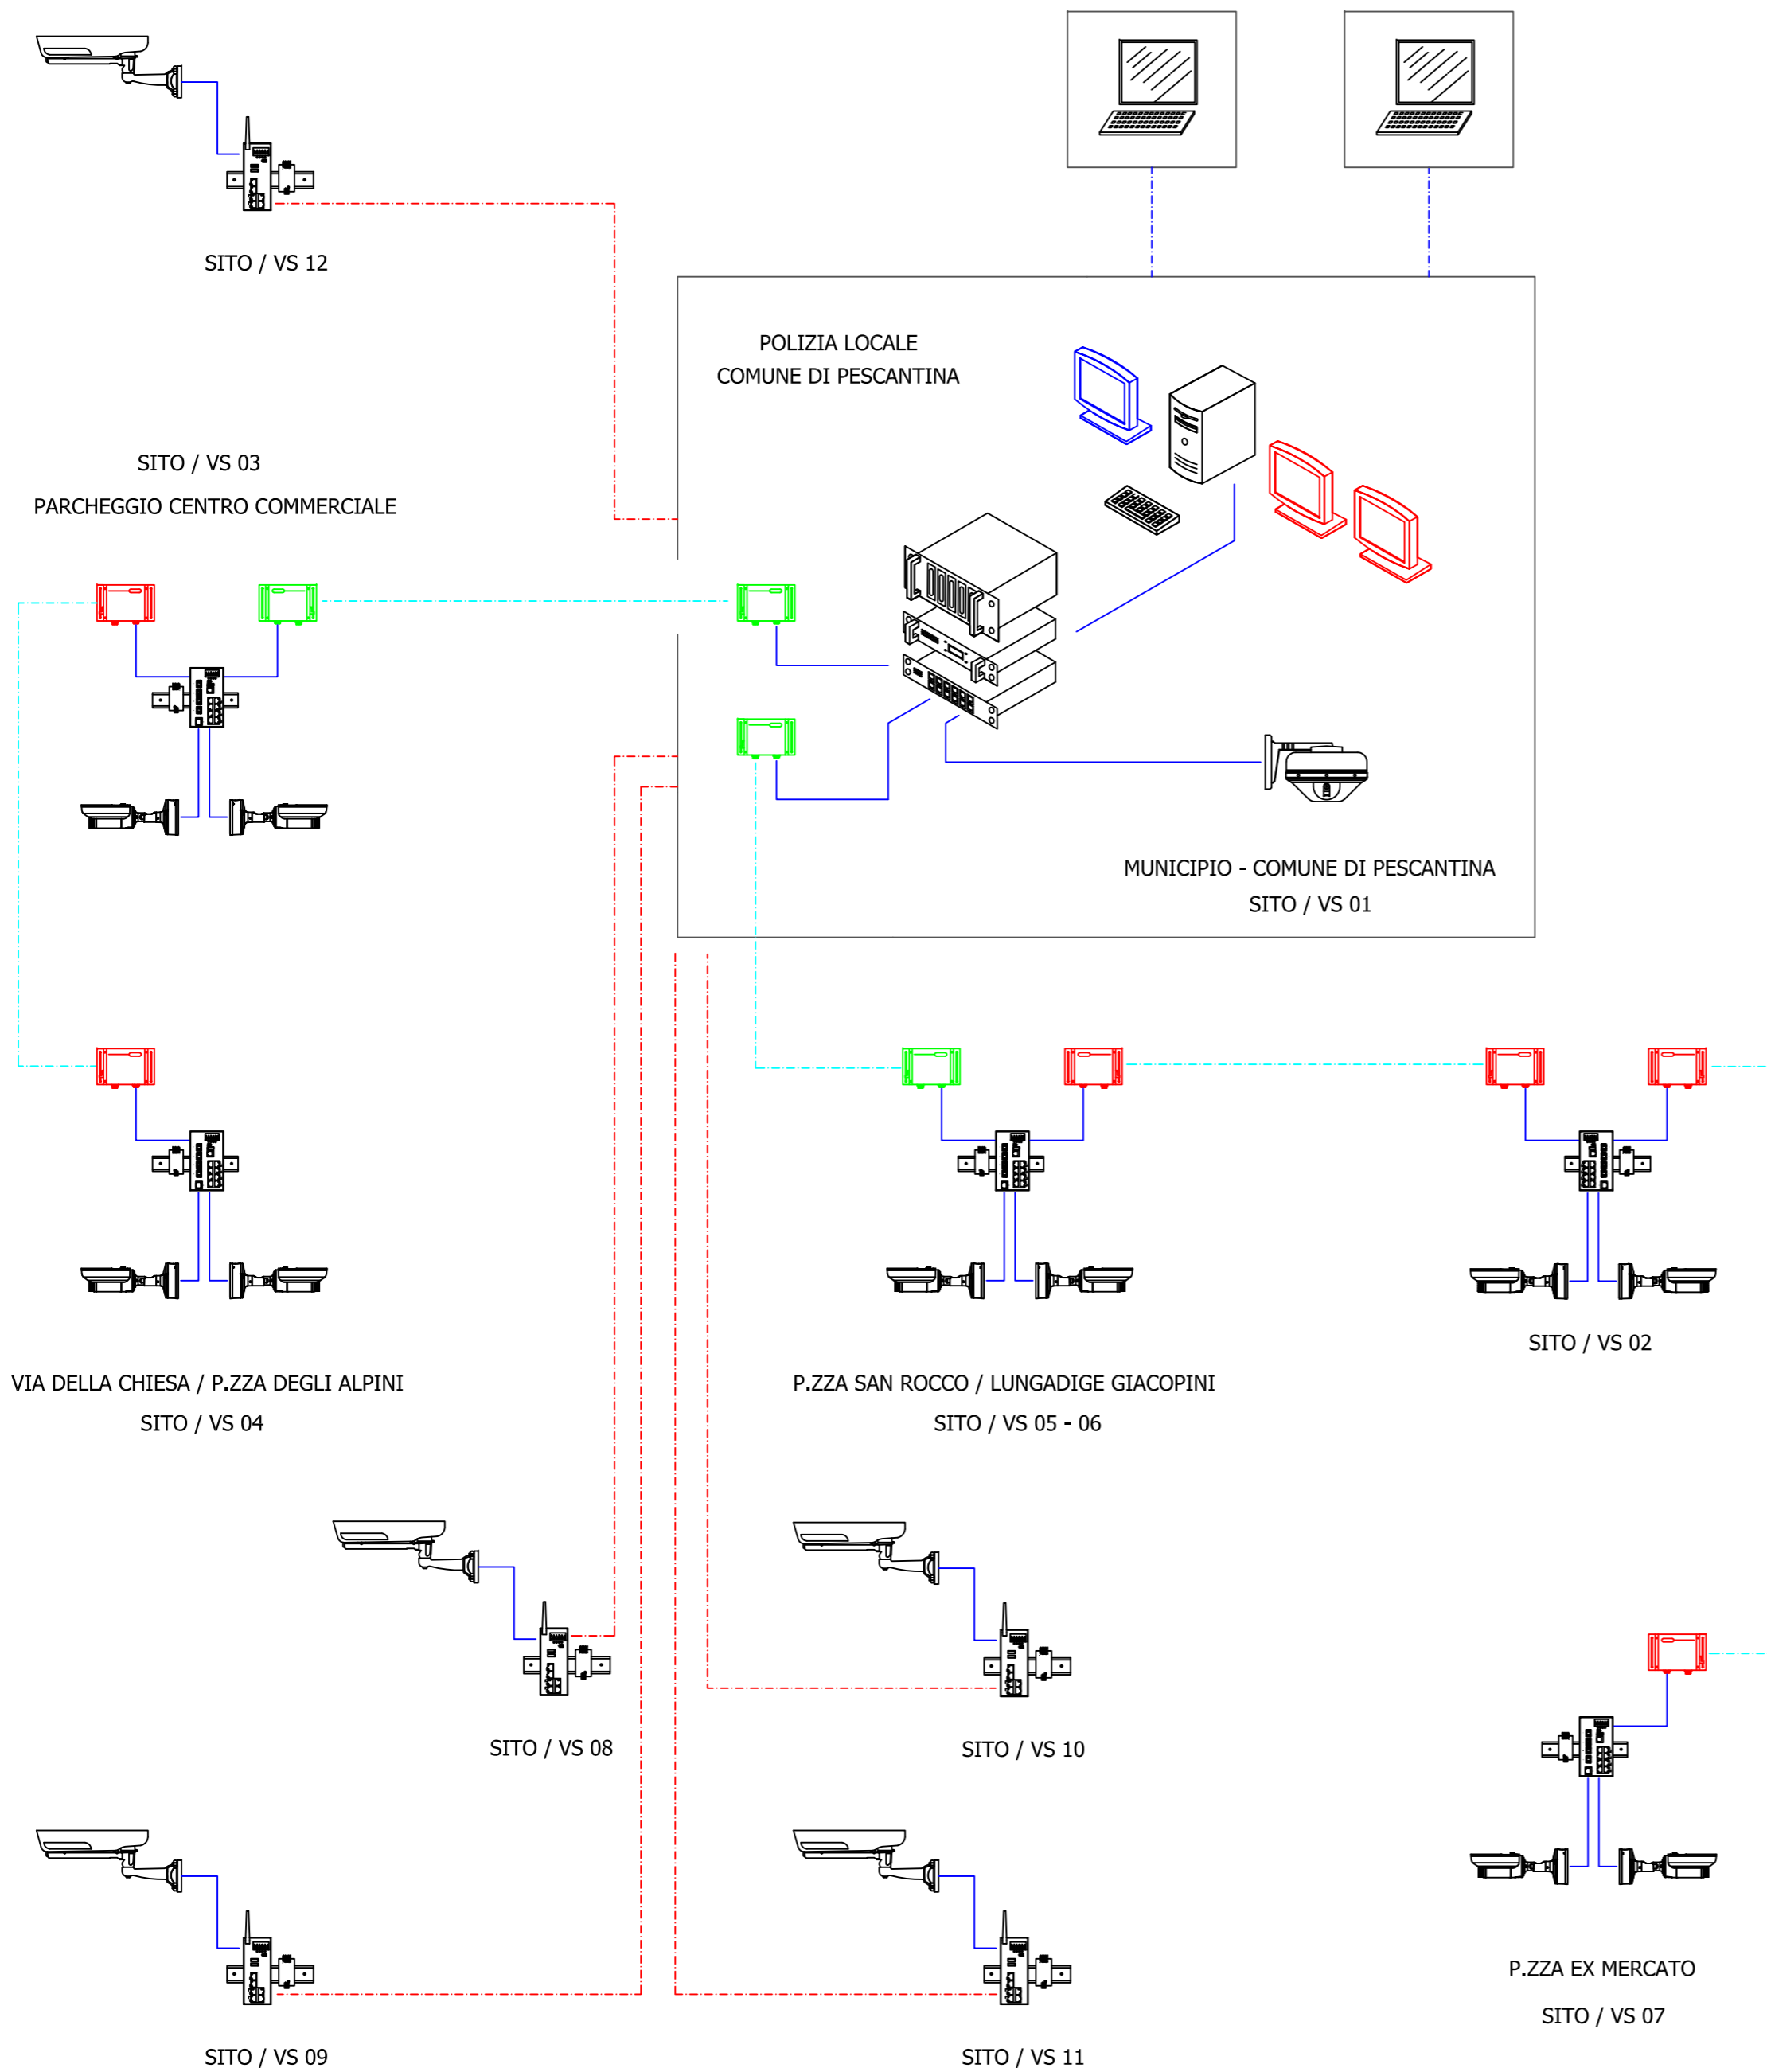 SITO / VS 12
POLIZIA LOCALE
COMUNE DI PESCANTINA
SITO / VS 03
PARCHEGGIO CENTRO COMMERCIALE
MUNICIPIO - COMUNE DI PESCANTINA
SITO / VS 01
SITO / VS 02
VIA DELLA CHIESA / P.ZZA DEGLI ALPINI
SITO / VS 04
P.ZZA SAN ROCCO / LUNGADIGE GIACOPINI
SITO / VS 05 - 06
SITO / VS 08
SITO / VS 10
P.ZZA EX MERCATO
SITO / VS 07
SITO / VS 09
SITO / VS 11